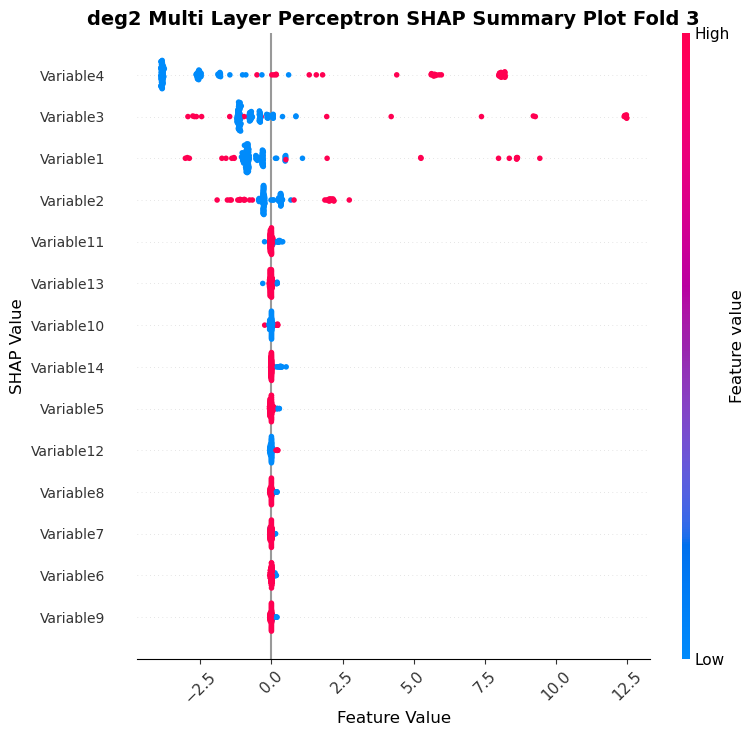 deg2 Multi Layer Perceptron SHAP Summary Plot Fold 3
High
Variable4
Variable3
Variable1
Variable2
Variable11
Variable13
Variable10
Variable14
Variable5
Variable12
Variable8
Variable7
Variable6
Variable9
SHAP Value
Feature value
Low
−2.5
0.0
2.5
5.0
7.5
10.0
12.5
Feature Value